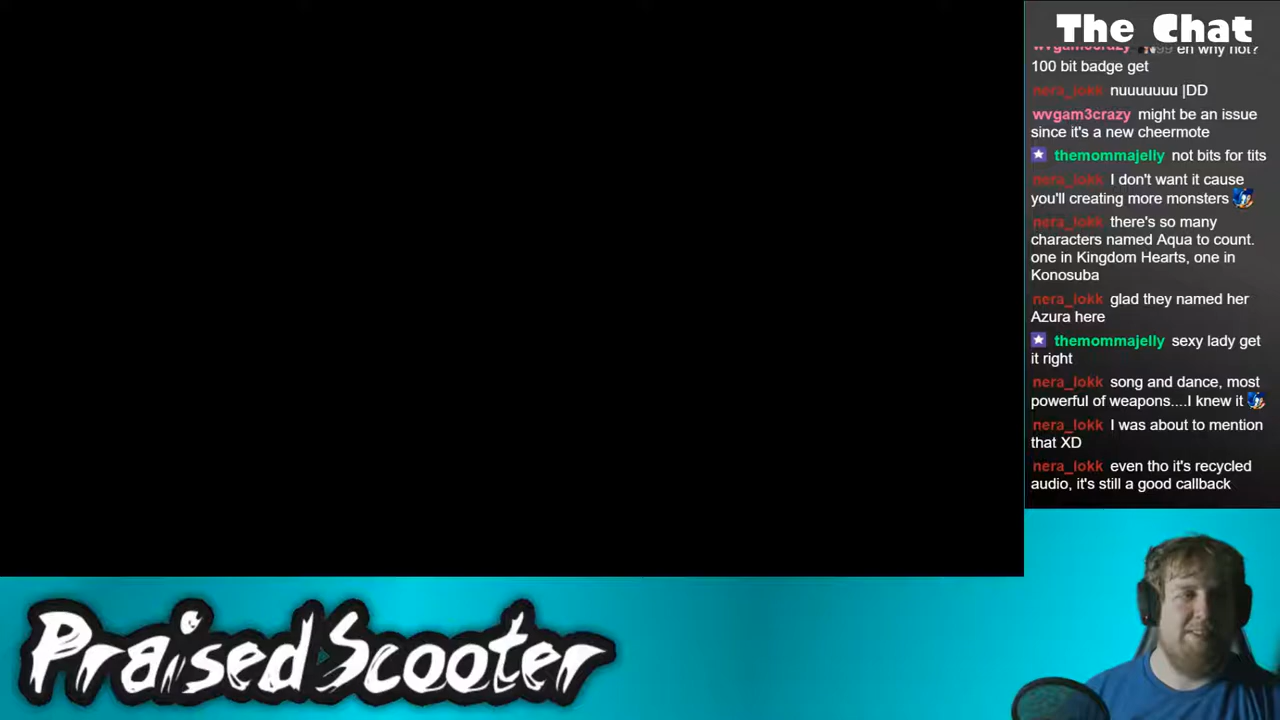 The Chat
en why not?
100 bit badge get
nera_lokk nuuuuuuu |DD
wvgam3crazy might be an issue
since it's a new cheermote
themommajelly not bits for tits
nera_lokk I don't want it cause
you'll creating more monsters
nera_lokk there's so many
characters named Aqua to count.
one in Kingdom Hearts, one in
Konosuba
nera_lokk glad they named her
Azura here
themommajelly sexy lady get
it right
nera_lokk song and dance, most
powerful of weapons....I knew it
nera_lokk I was about to mention
that XD
nera_lokk even tho it's recycled
audio, it's still a good callback
PraisedScooter